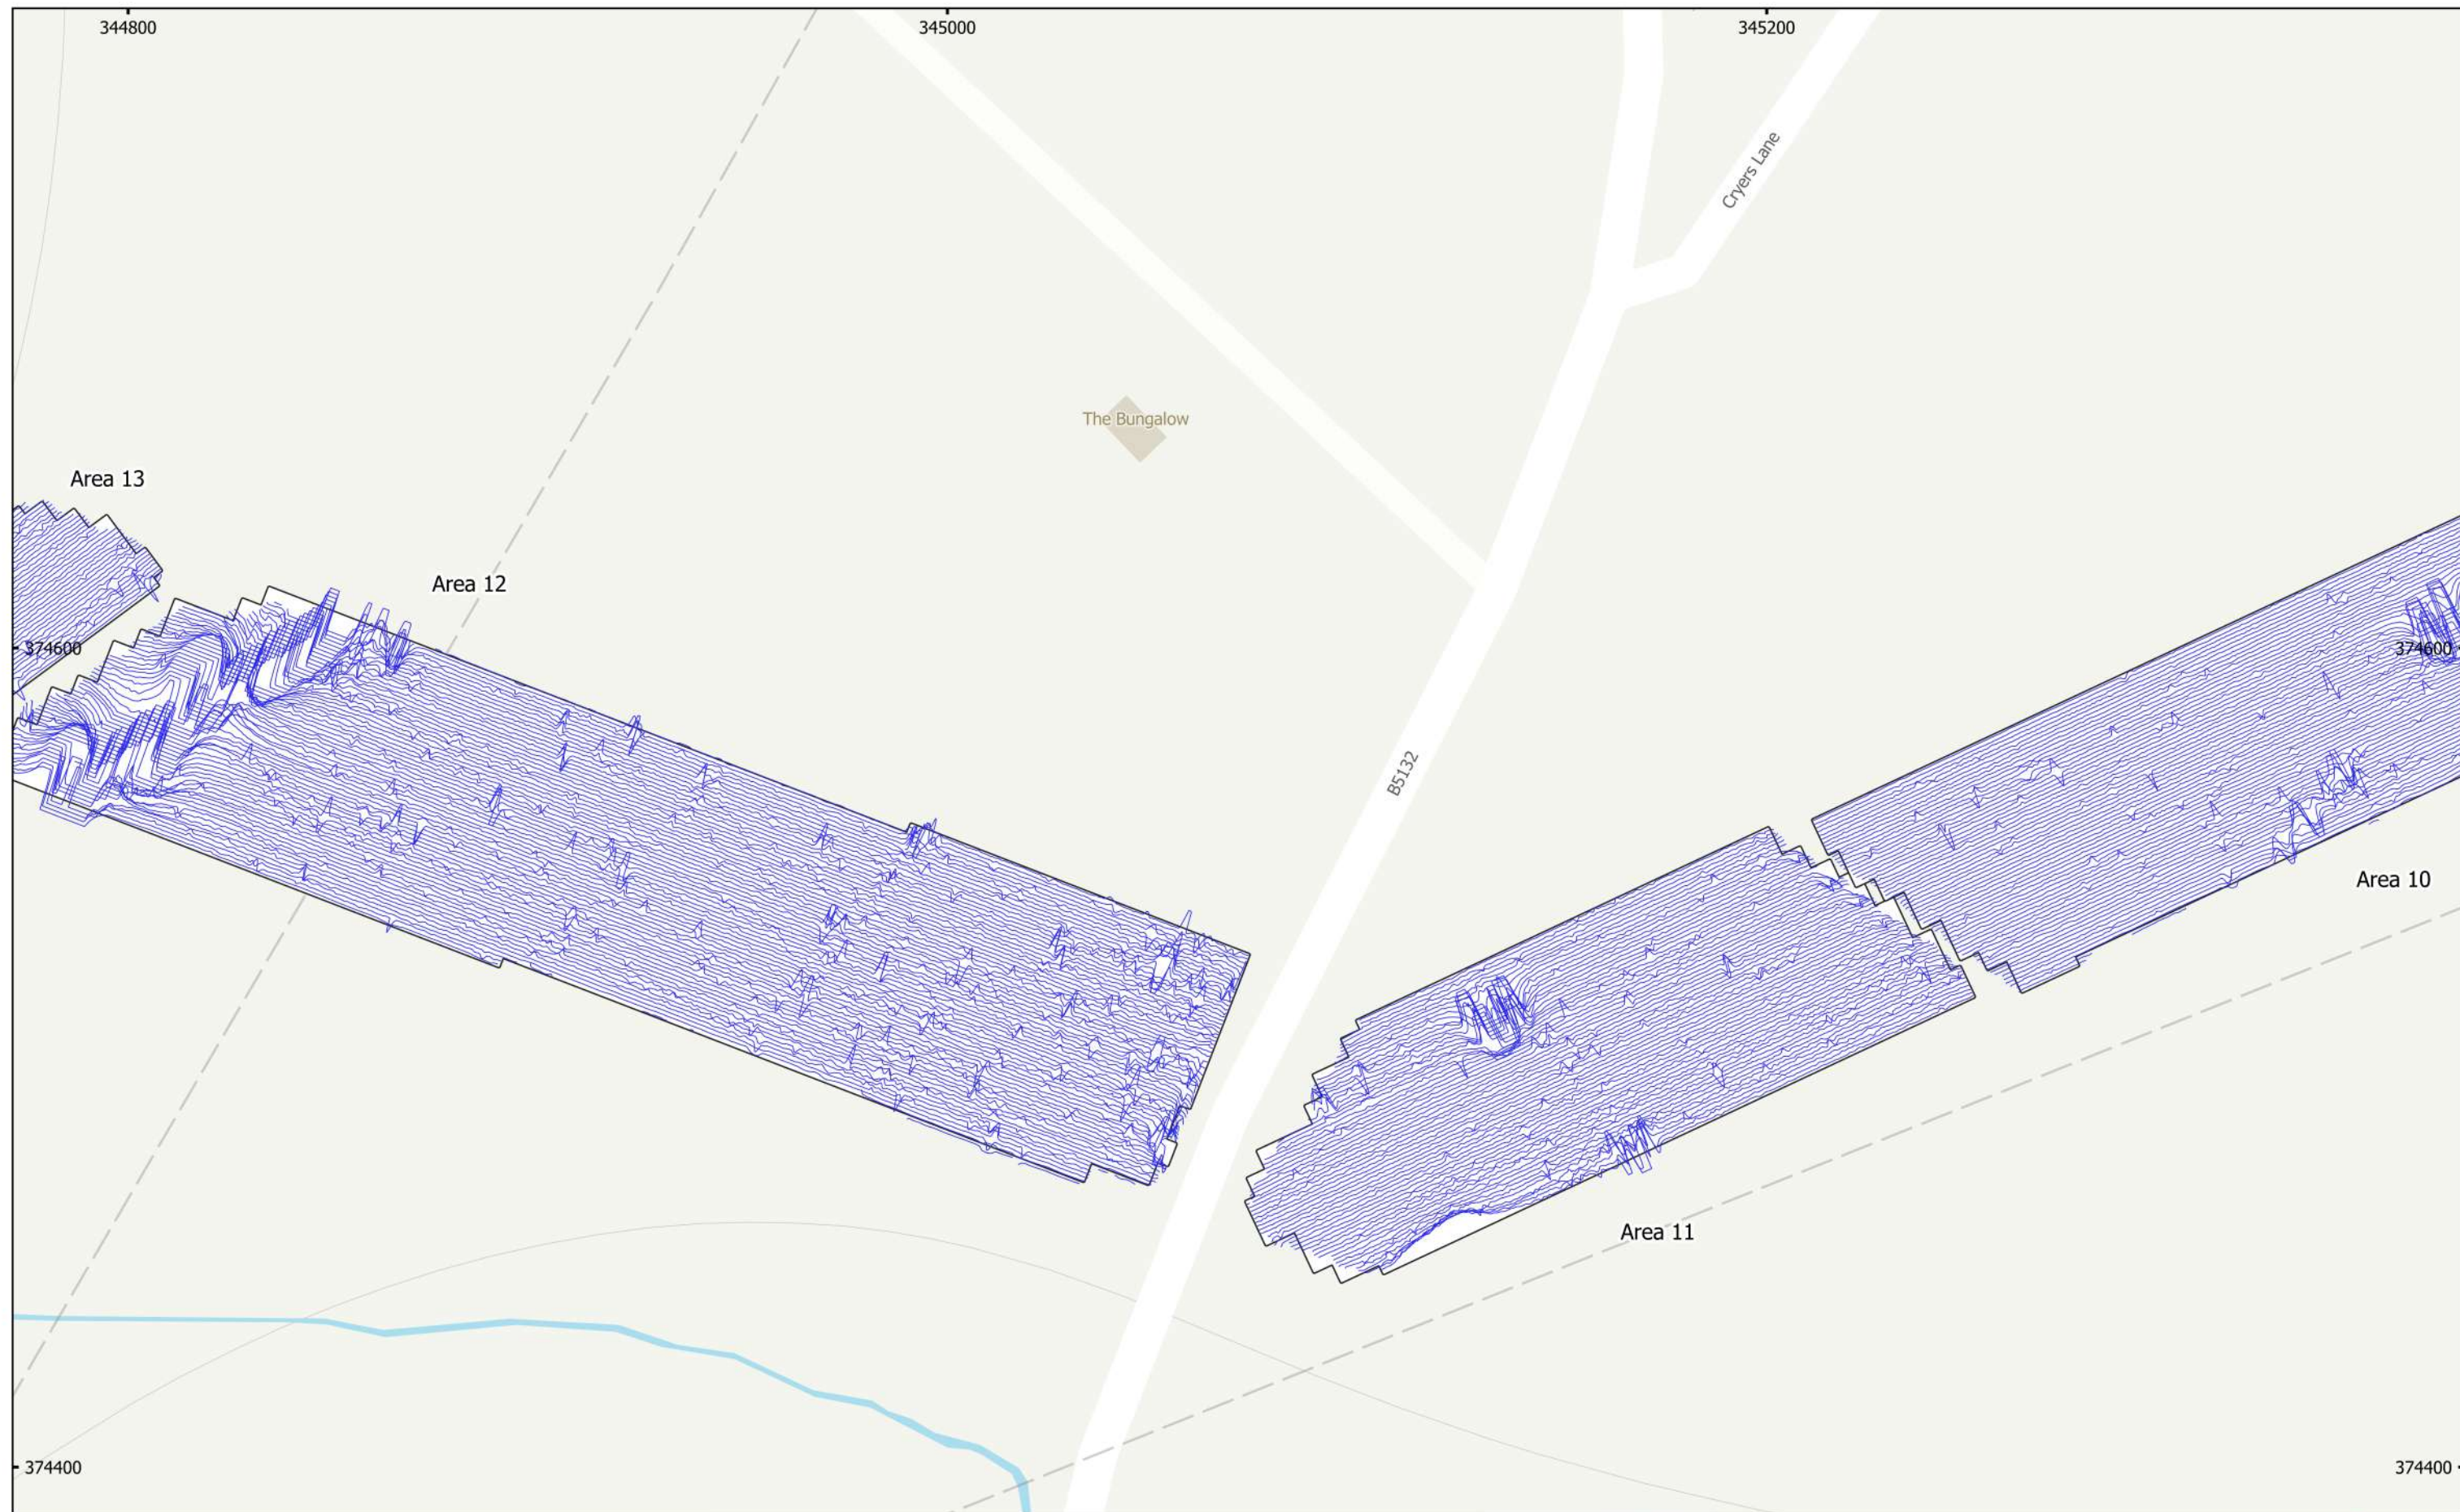 344800
345000
345200
Cryers Lane
The Bungalow
Area 13
Area 12
374600
374600
B5132
Area 10
Area 11
374400
374400